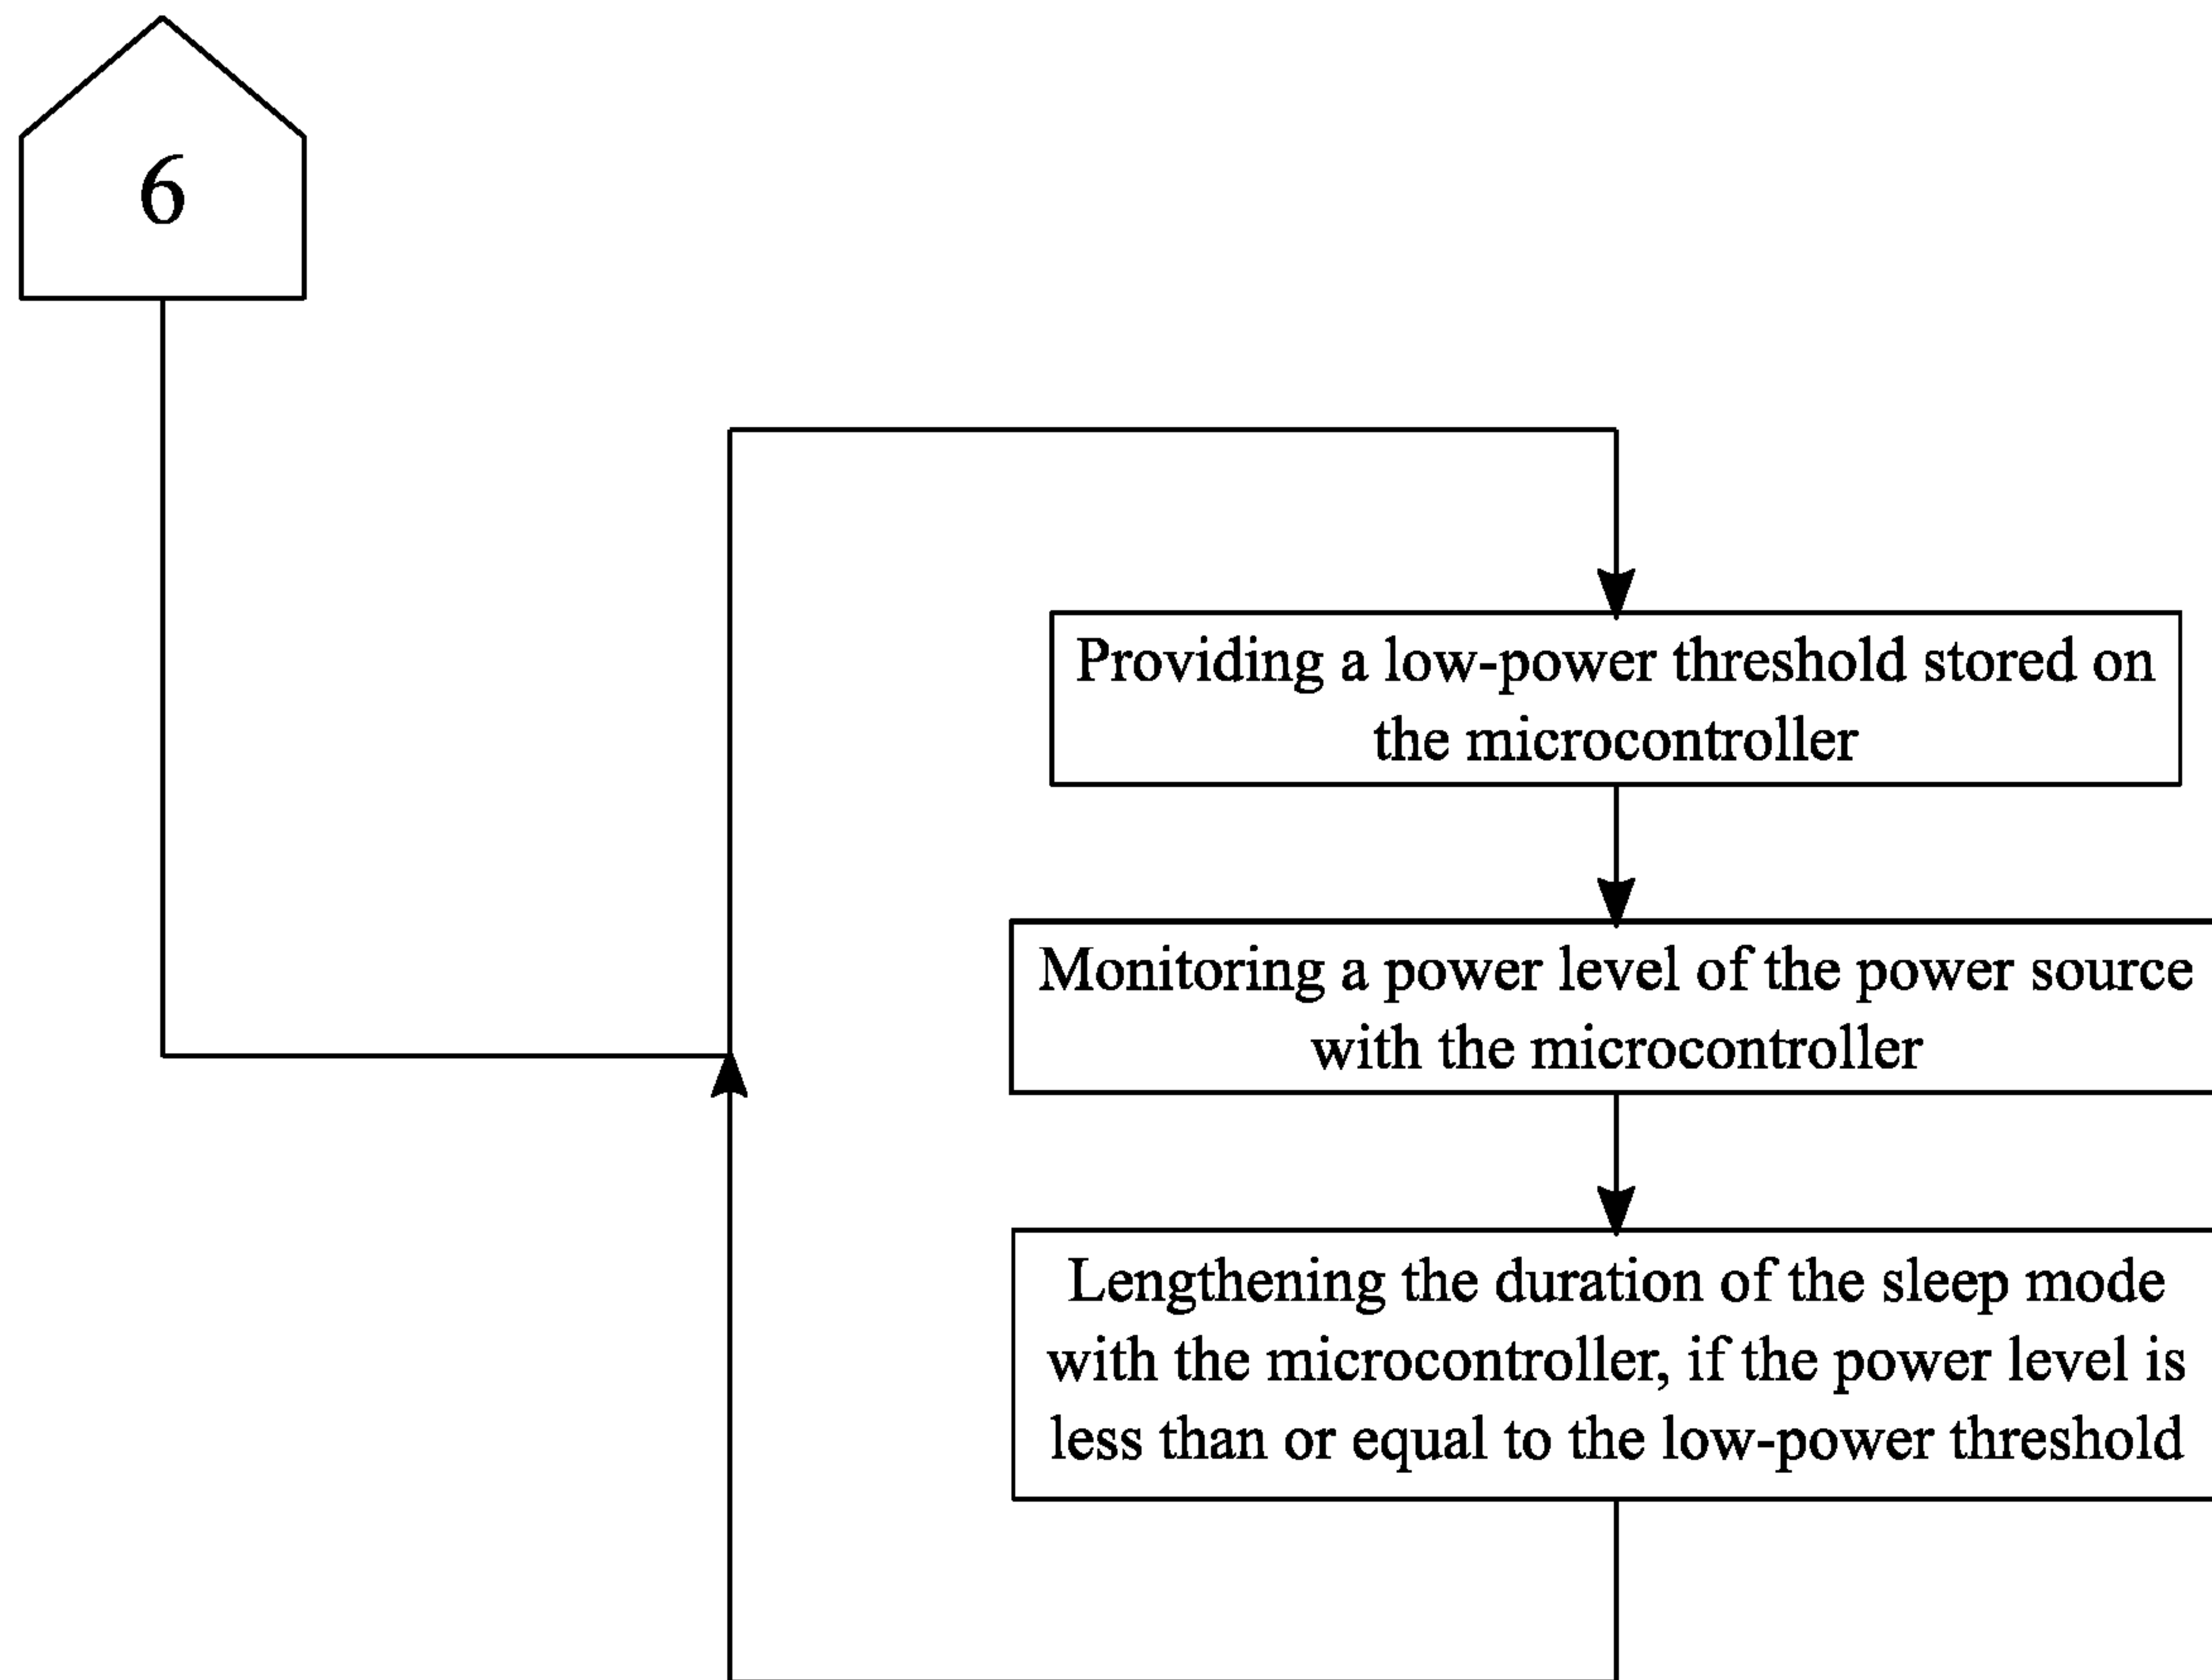 6
Providing a low-power threshold stored on
the microcontroller
Monitoring a power level of the power source
with the microcontroller
Lengthening the duration of the sleep mode
with the microcontroller, if the power level is
less than or equal to the low-power threshold